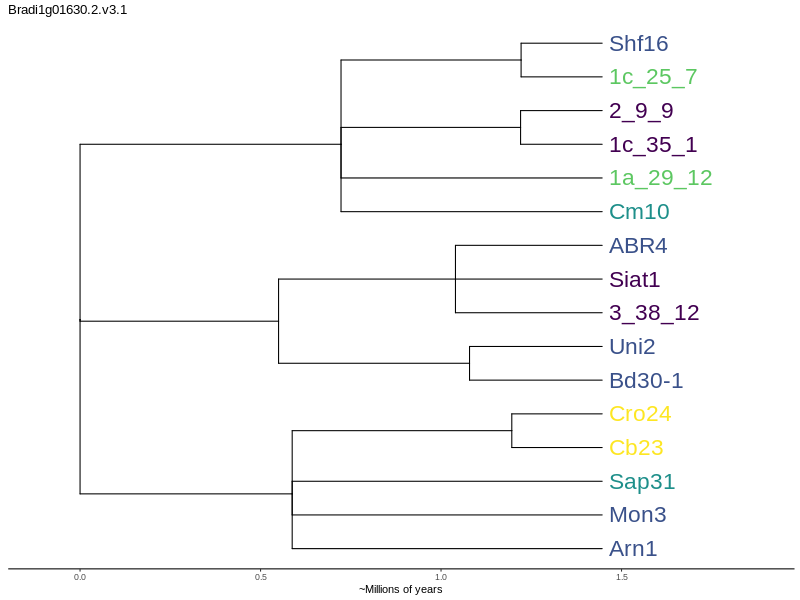 Bradi1g01630.2.v3.1
Shf16
1c_25_7
2_9_9
1c_35_1
1a_29_12
Cm10
ABR4
Siat1
3_38_12
Uni2
Bd30-1
Cro24
Cb23
Sap31
Mon3
Arn1
0.0 0.5 1.0 1.5
~Millions of years